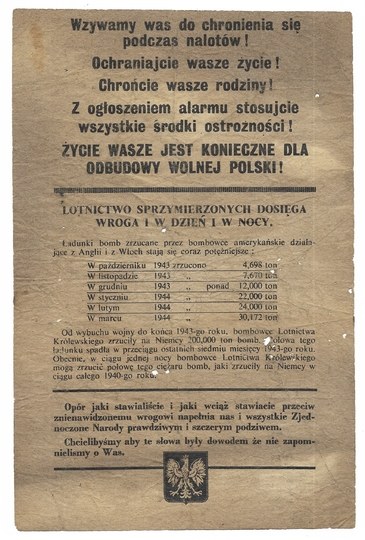 Wzywamy was do chronienia się
podczas nalotów!
Ochraniajcie wasze życie!
Chrońcie wasze rodziny!
Z ogłoszeniem alarmu stosujcie
wszystkie środki ostrożności!
ŻYCIE WASZE JEST KONIECZNE DLA
ODBUDOWY WOLNEJ POLSKI!
LOTNICTWO SPRZYMIERZONYCH DOSIĘGA
WROGA I W DZIEŃ I W NOCY.
Ładunki bomb zrzucane przez bombowce amerykańskie działa-
jące z Anglii i z Włoch stają się coraz potężniejsze:
W październiku 1943 zrzucono 4,698 ton
W listopadzie 1943 „ 7,670 ton
W grudniu 1943 „ ponad 12,000 ton
W styczniu 1944 „ 22,000 ton
W lutym 1944 „ 24,000 ton
W marcu 1944 „ 30,172 ton
Od wybuchu wojny do końca 1943-go roku, bombowce Lotnictwa
Królewskiego zrzuciły na Niemcy 200,000 ton bomb. Połowa tego
ładunku spadła w przeciągu ostatnich siedmiu miesięcy 1943-go roku.
Obecnie, w ciągu jednej nocy bombowce Lotnictwa Królewskiego
mogą zrzucić połowę tego ciężaru bomb, jaki zrzuciły na Niemcy w
ciągu całego 1940-go roku.
Opór jaki stawialiście i jaki wciąż stawiacie przeciw
znienawidzonemu wrogowi napełnia nas i wszystkie Zjed-
noczone Narody prawdziwym i szczerym podziwem.
Chcielibyśmy aby te słowa były dowodem że nie zapom-
nieliśmy o Was.